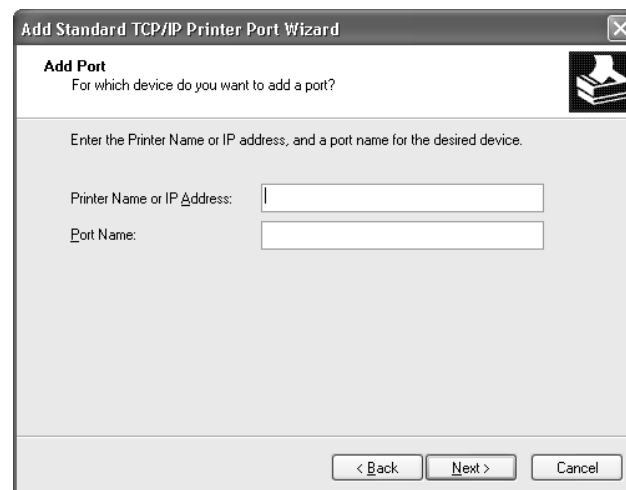 Add Standard TCP/IP Printer Port Wizard
Add Port
For which device do you want to add a port?
Enter the Printer Name or IP address, and a port name for the desired device.
Printer Name or IP Address:
Port Name:
< Back Next > Cancel